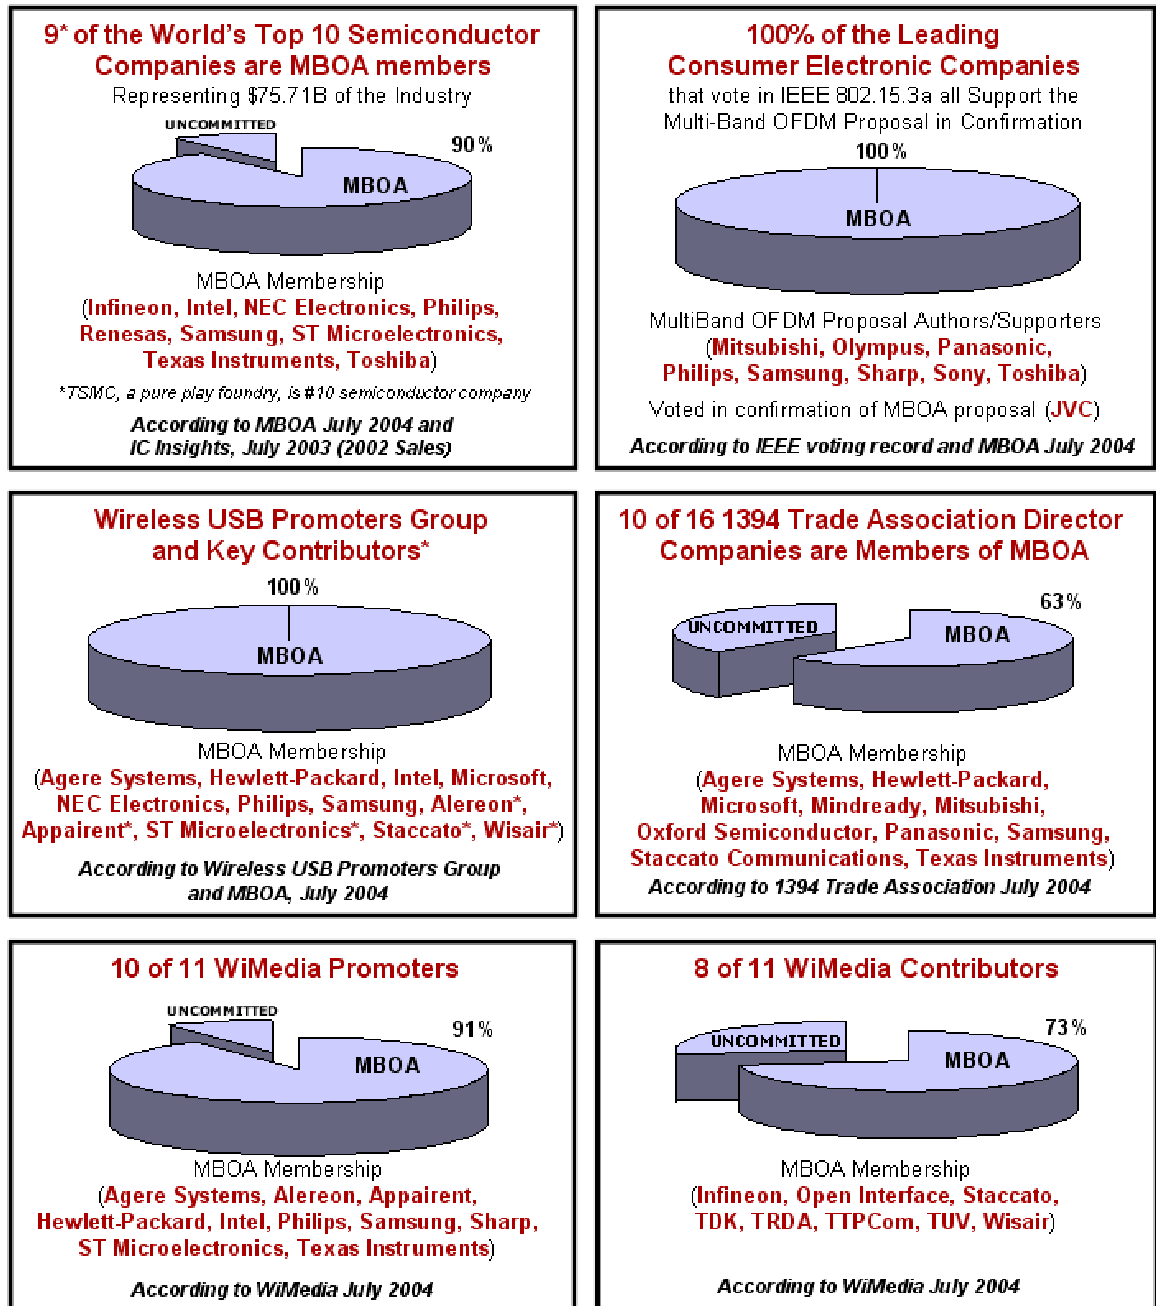 9* of the World's Top 10 Semiconductor
Companies are MBOA members
Representing $75.71B of the Industry
UNCOMMITTED
90%
MBOA
MBOA Membership
(Infineon, Intel, NEC Electronics, Philips,
Renesas, Samsung, ST Microelectronics,
Texas Instruments, Toshiba)
*TSMC, a pure play foundry, is #10 semiconductor company
According to MBOA July 2004 and
IC Insights, July 2003 (2002 Sales)
100% of the Leading
Consumer Electronic Companies
that vote in IEEE 802.15.3a all Support the
Multi-Band OFDM Proposal in Confirmation
100%
MBOA
MultiBand OFDM Proposal Authors/Supporters
(Mitsubishi, Olympus, Panasonic,
Philips, Samsung, Sharp, Sony, Toshiba)
Voted in confirmation of MBOA proposal (JVC)
According to IEEE voting record and MBOA July 2004
Wireless USB Promoters Group
and Key Contributors*
100%
MBOA
MBOA Membership
(Agere Systems, Hewlett-Packard, Intel, Microsoft,
NEC Electronics, Philips, Samsung, Alereon*,
Appairent*, ST Microelectronics*, Staccato*, Wisair*)
According to Wireless USB Promoters Group
and MBOA, July 2004
10 of 16 1394 Trade Association Director
Companies are Members of MBOA
63%
UNCOMMITTED
MBOA
MBOA Membership
(Agere Systems, Hewlett-Packard,
Microsoft, Mindready, Mitsubishi,
Oxford Semiconductor, Panasonic, Samsung,
Staccato Communications, Texas Instruments)
According to 1394 Trade Association July 2004
10 of 11 WiMedia Promoters
UNCOMMITTED
91%
MBOA
MBOA Membership
(Agere Systems, Alereon, Appairent,
Hewlett-Packard, Intel, Philips, Samsung, Sharp,
ST Microelectronics, Texas Instruments)
According to WiMedia July 2004
8 of 11 WiMedia Contributors
73%
UNCOMMITTED
MBOA
MBOA Membership
(Infineon, Open Interface, Staccato,
TDK, TRDA, TTPCom, TUV, Wisair)
According to WiMedia July 2004